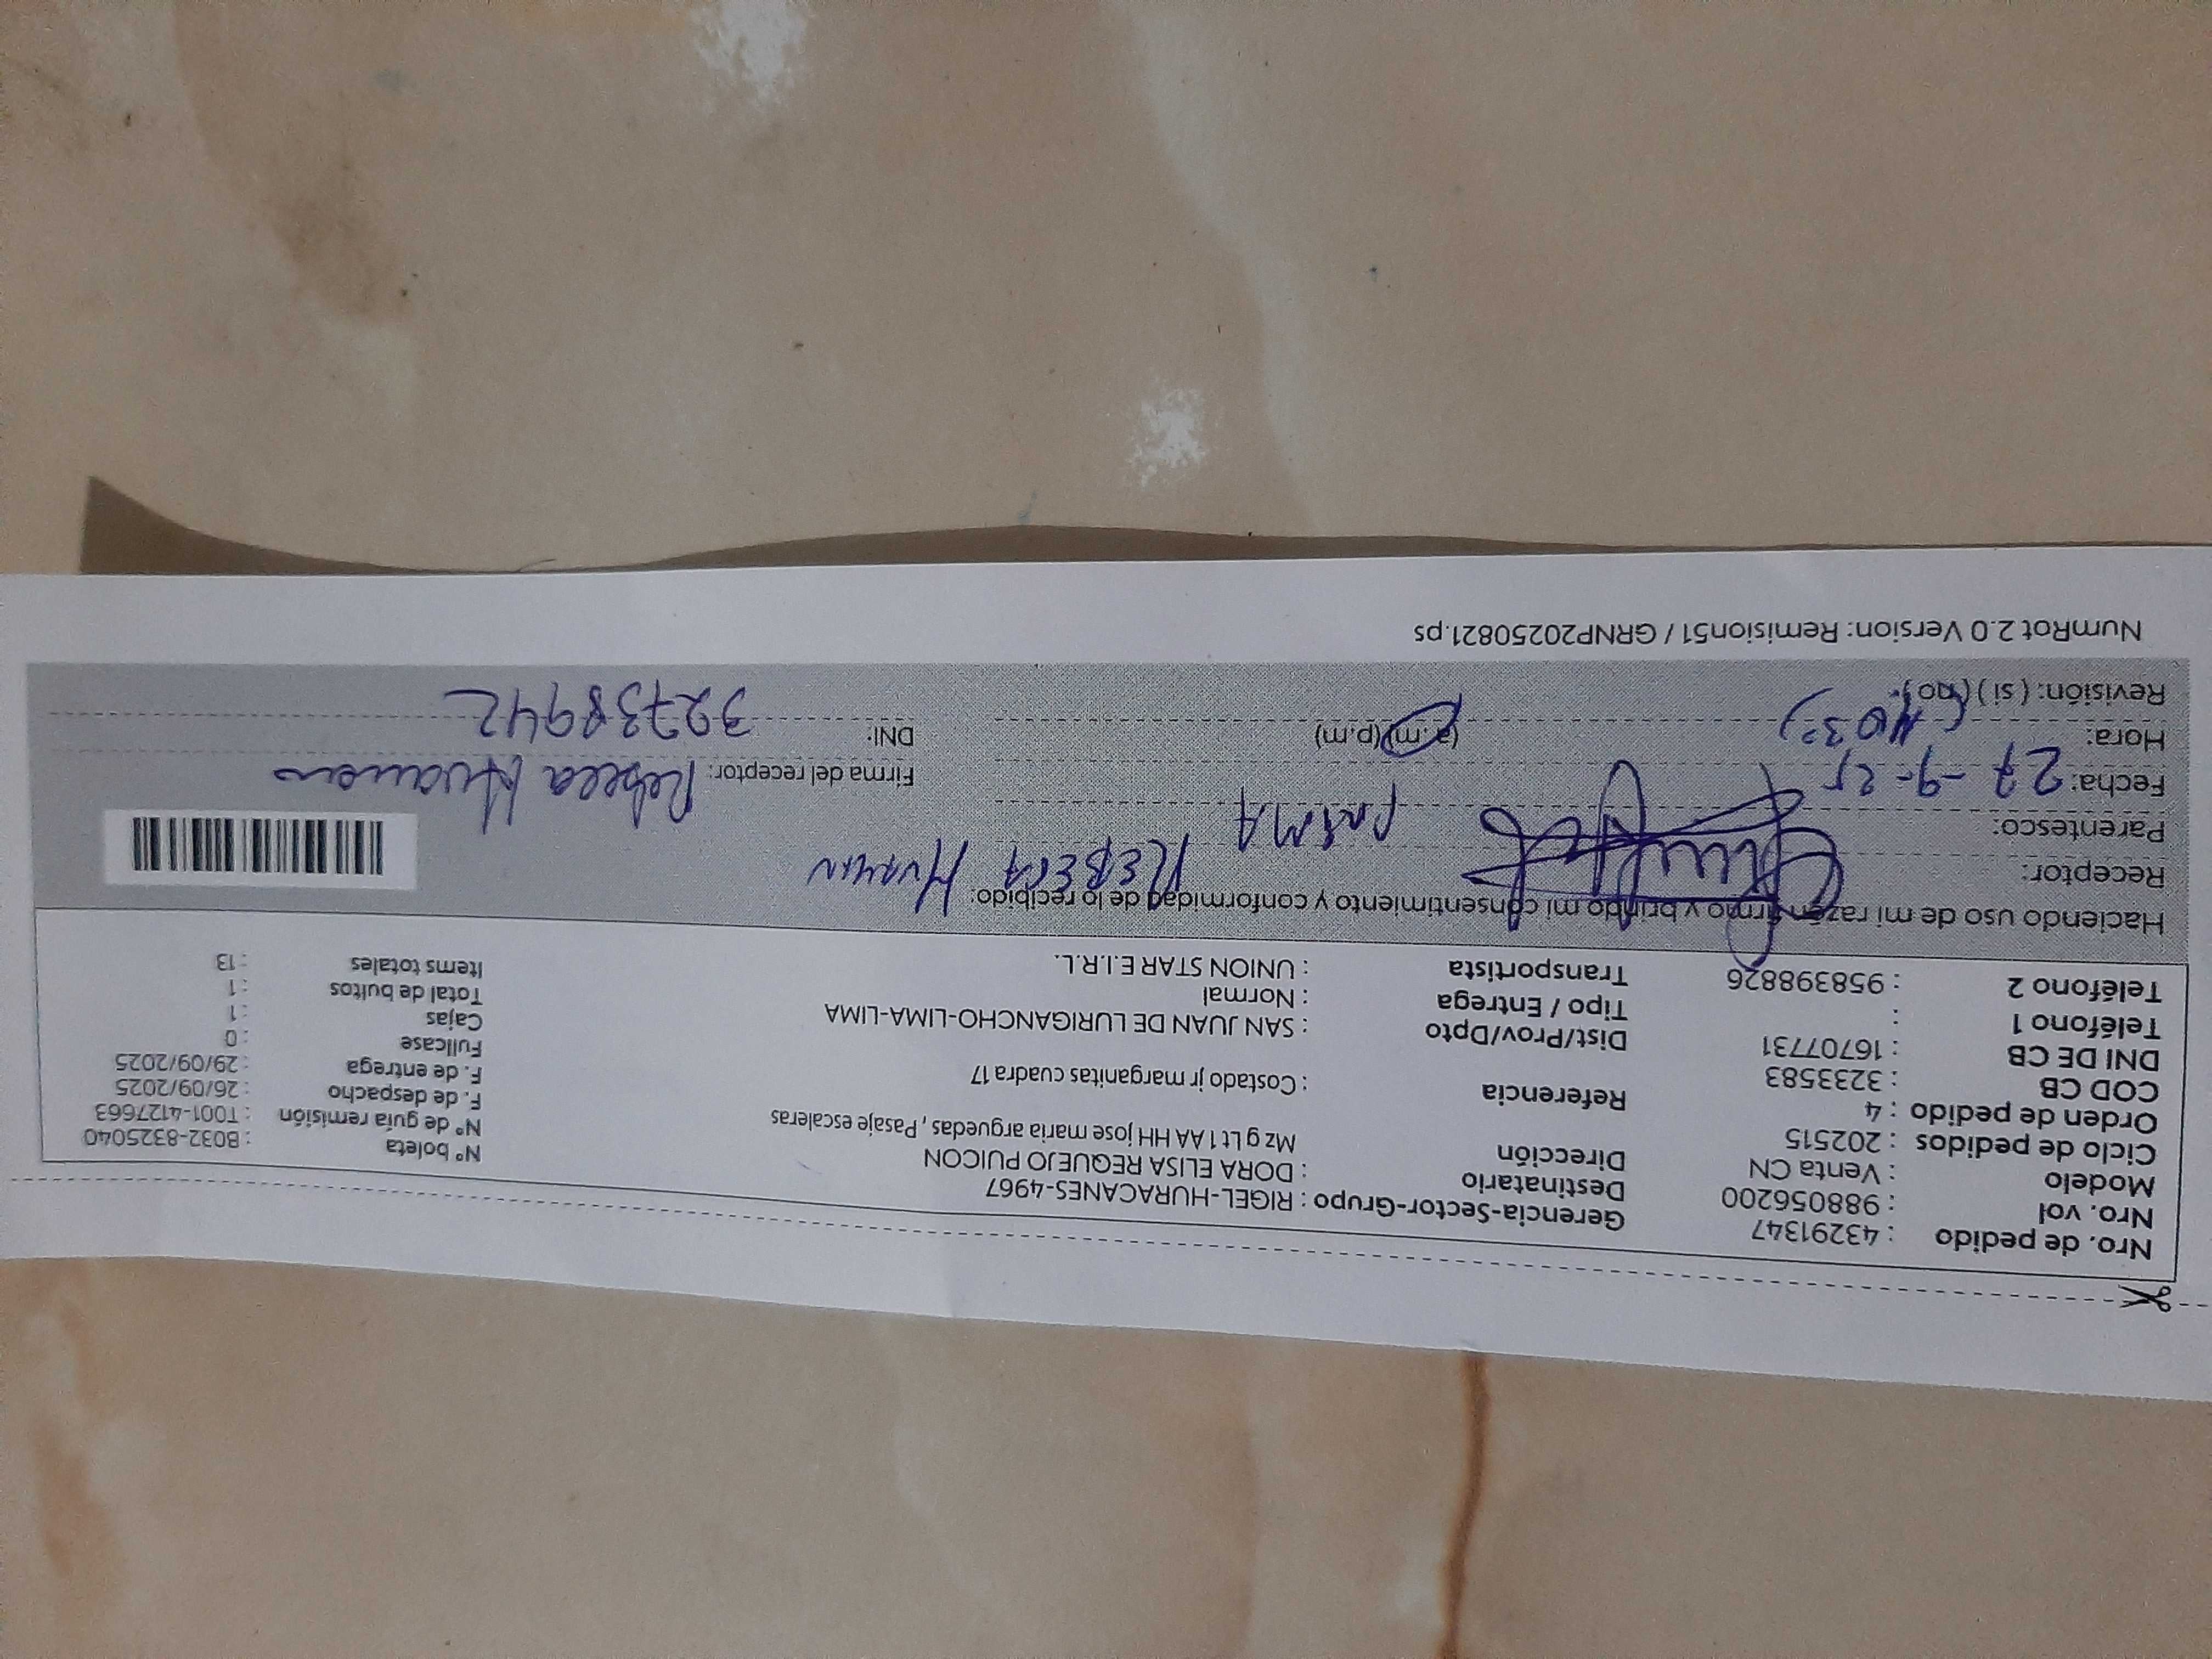 Nro. de pedido : 43291347
Nro. vol : 988056200
Modelo : Venta CN
Ciclo de pedidos : 202515
Orden de pedido : 4
COD CB : 3233583
DNI DE CB : 16707731
Teléfono 1 :
Teléfono 2 : 958398826
Gerencia-Sector-Grupo : RIGEL-HURACANES-4967
Destinatario : DORA ELISA REQUEJO PUICON
Dirección Mz g Lt 1 AA HH jose maria arguedas , Pasaje escaleras
Referencia : Costado jr marganitas cuadra 17
Dist/Prov/Dpto : SAN JUAN DE LURIGANCHO-LIMA-LIMA
Tipo / Entrega : Normal
Transportista : UNION STAR E.I.R.L.
N° boleta : B032-8325040
N° de guía remisión : T001-4127663
F. de despacho : 26/09/2025
F. de entrega : 29/09/2025
Fullcase : 0
Cajas : 1
Total de bultos : 1
Items totales : 13
Haciendo uso de mi razón firmo y brindo mi consentimiento y conformidad de lo recibido:
Receptor: REBECA HUAMAN
Parentesco:
Fecha: 27-9-25
Firma del receptor: Rebeca
Hora: (a.m) (p.m)
DNI: 32738942
Revisión: ( si ) ( no )
NumRot 2.0 Version: Remision51 / GRNP20250821.ps